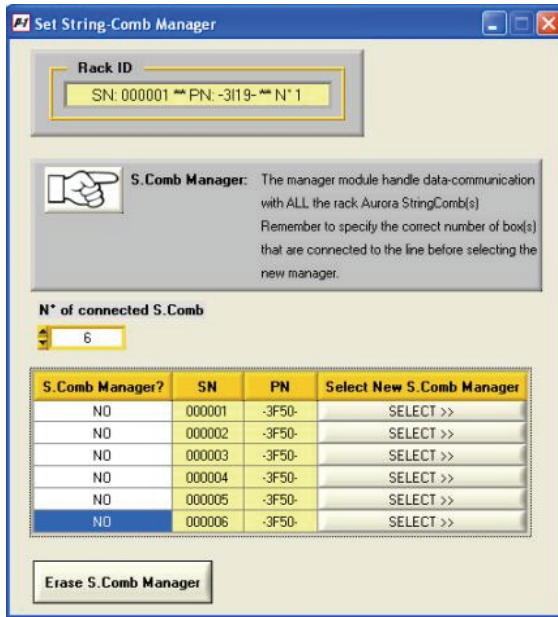 Set String-Comb Manager
Rack ID
SN: 000001 ** PN: -3I19- ** N° 1
S.Comb Manager: The manager module handle data-communication
with ALL the rack Aurora StringComb(s)
Remember to specify the correct number of box(s)
that are connected to the line before selecting the
new manager.
N° of connected S.Comb
6
S.Comb Manager? SN PN Select New S.Comb Manager
NO 000001 -3F50- SELECT >>
NO 000002 -3F50- SELECT >>
NO 000003 -3F50- SELECT >>
NO 000004 -3F50- SELECT >>
NO 000005 -3F50- SELECT >>
NO 000006 -3F50- SELECT >>
Erase S.Comb Manager